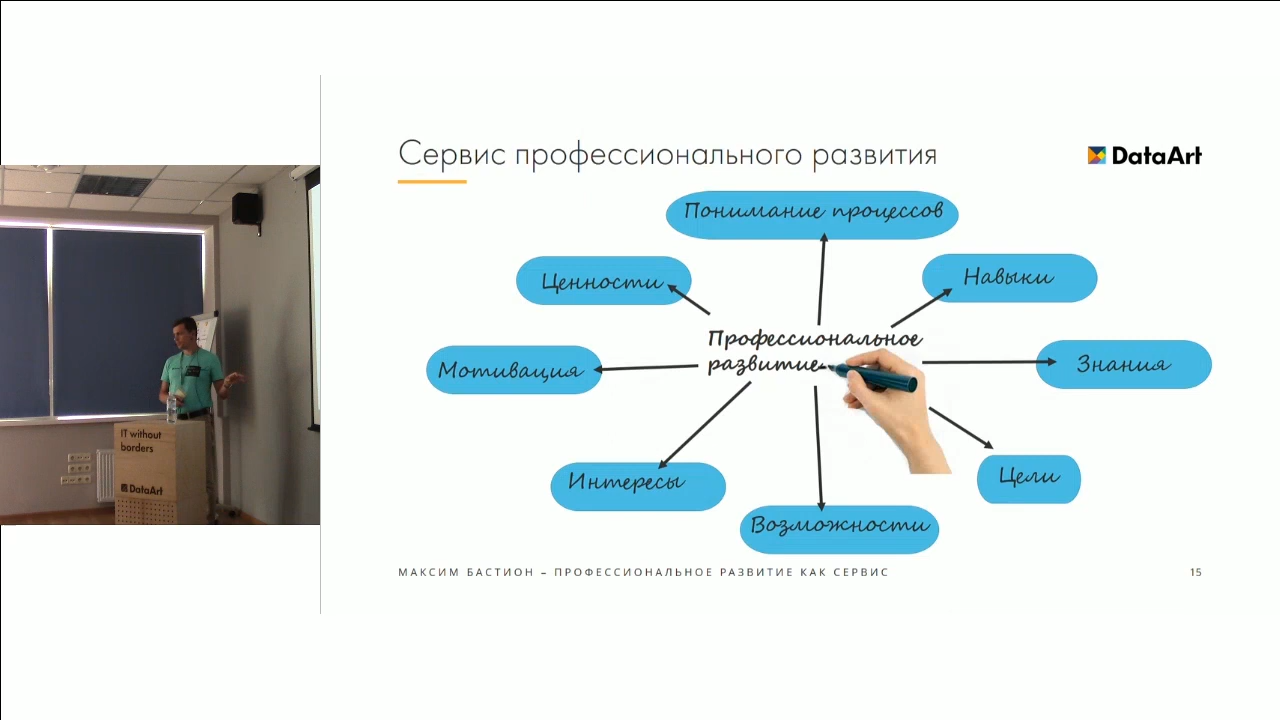 Сервис профессионального развития
DataArt
Понимание процессов
Ценности
Навыки
Профессиональное
развитие
Мотивация
Знания
Интересы
Цели
Возможности
МАКСИМ БАСТИОН – ПРОФЕССИОНАЛЬНОЕ РАЗВИТИЕ КАК СЕРВИС
15
IT without
borders
DataArt